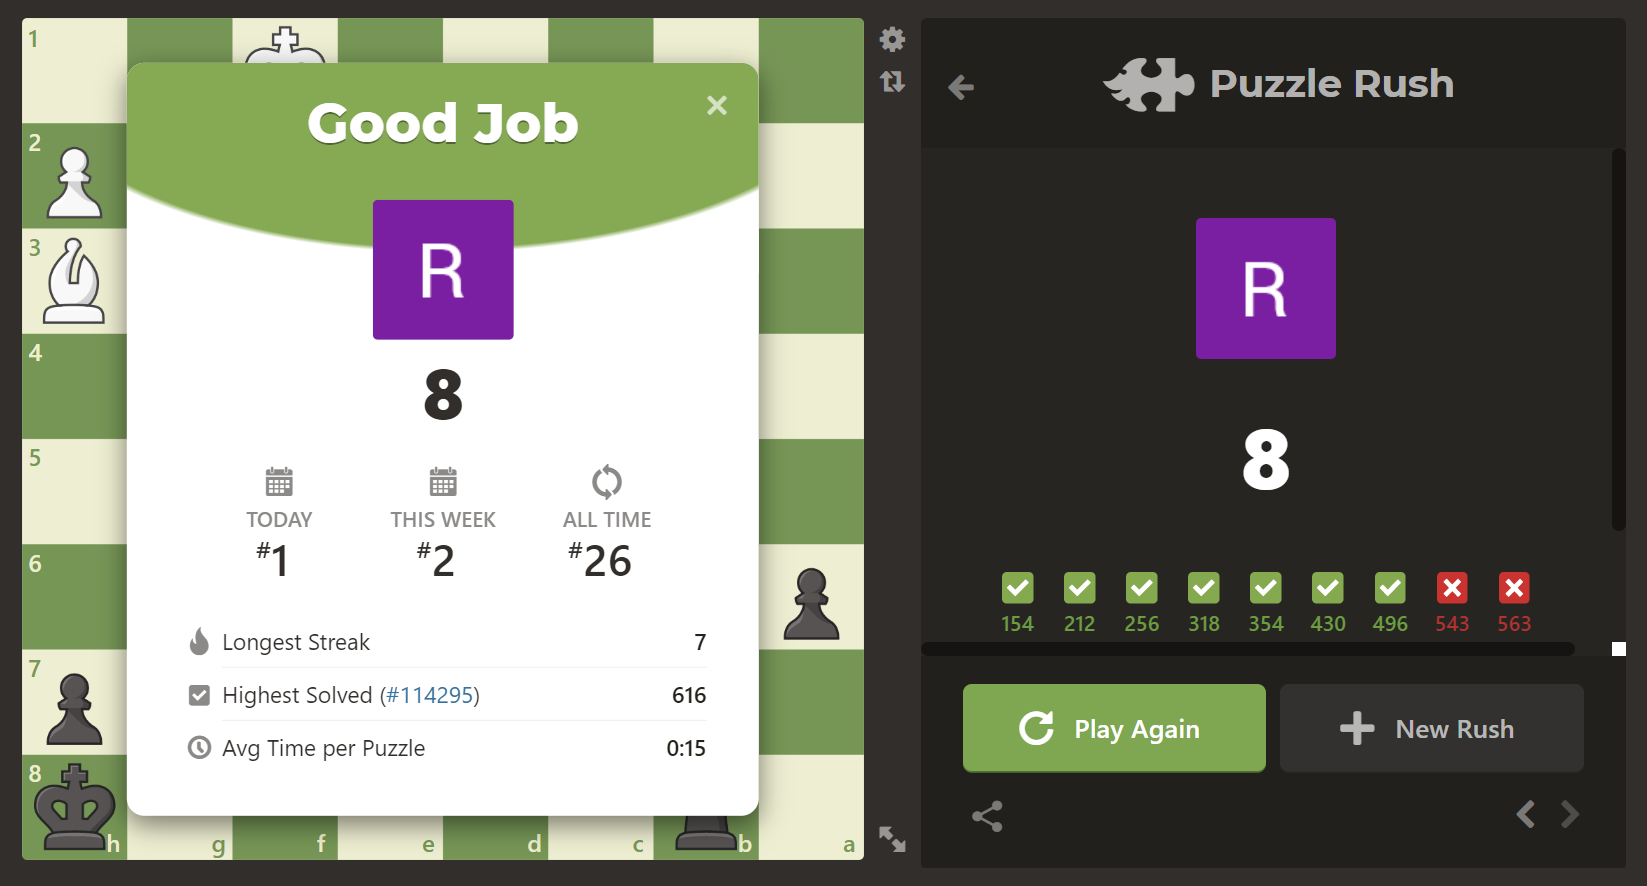 1
2
3
4
5
6
7
8
h g f e d c b a
Good Job
R
8
TODAY THIS WEEK ALL TIME
#1 #2 #26
Longest Streak 7
Highest Solved (#114295) 616
Avg Time per Puzzle 0:15
Puzzle Rush
R
8
154 212 256 318 354 430 496 543 563
Play Again New Rush